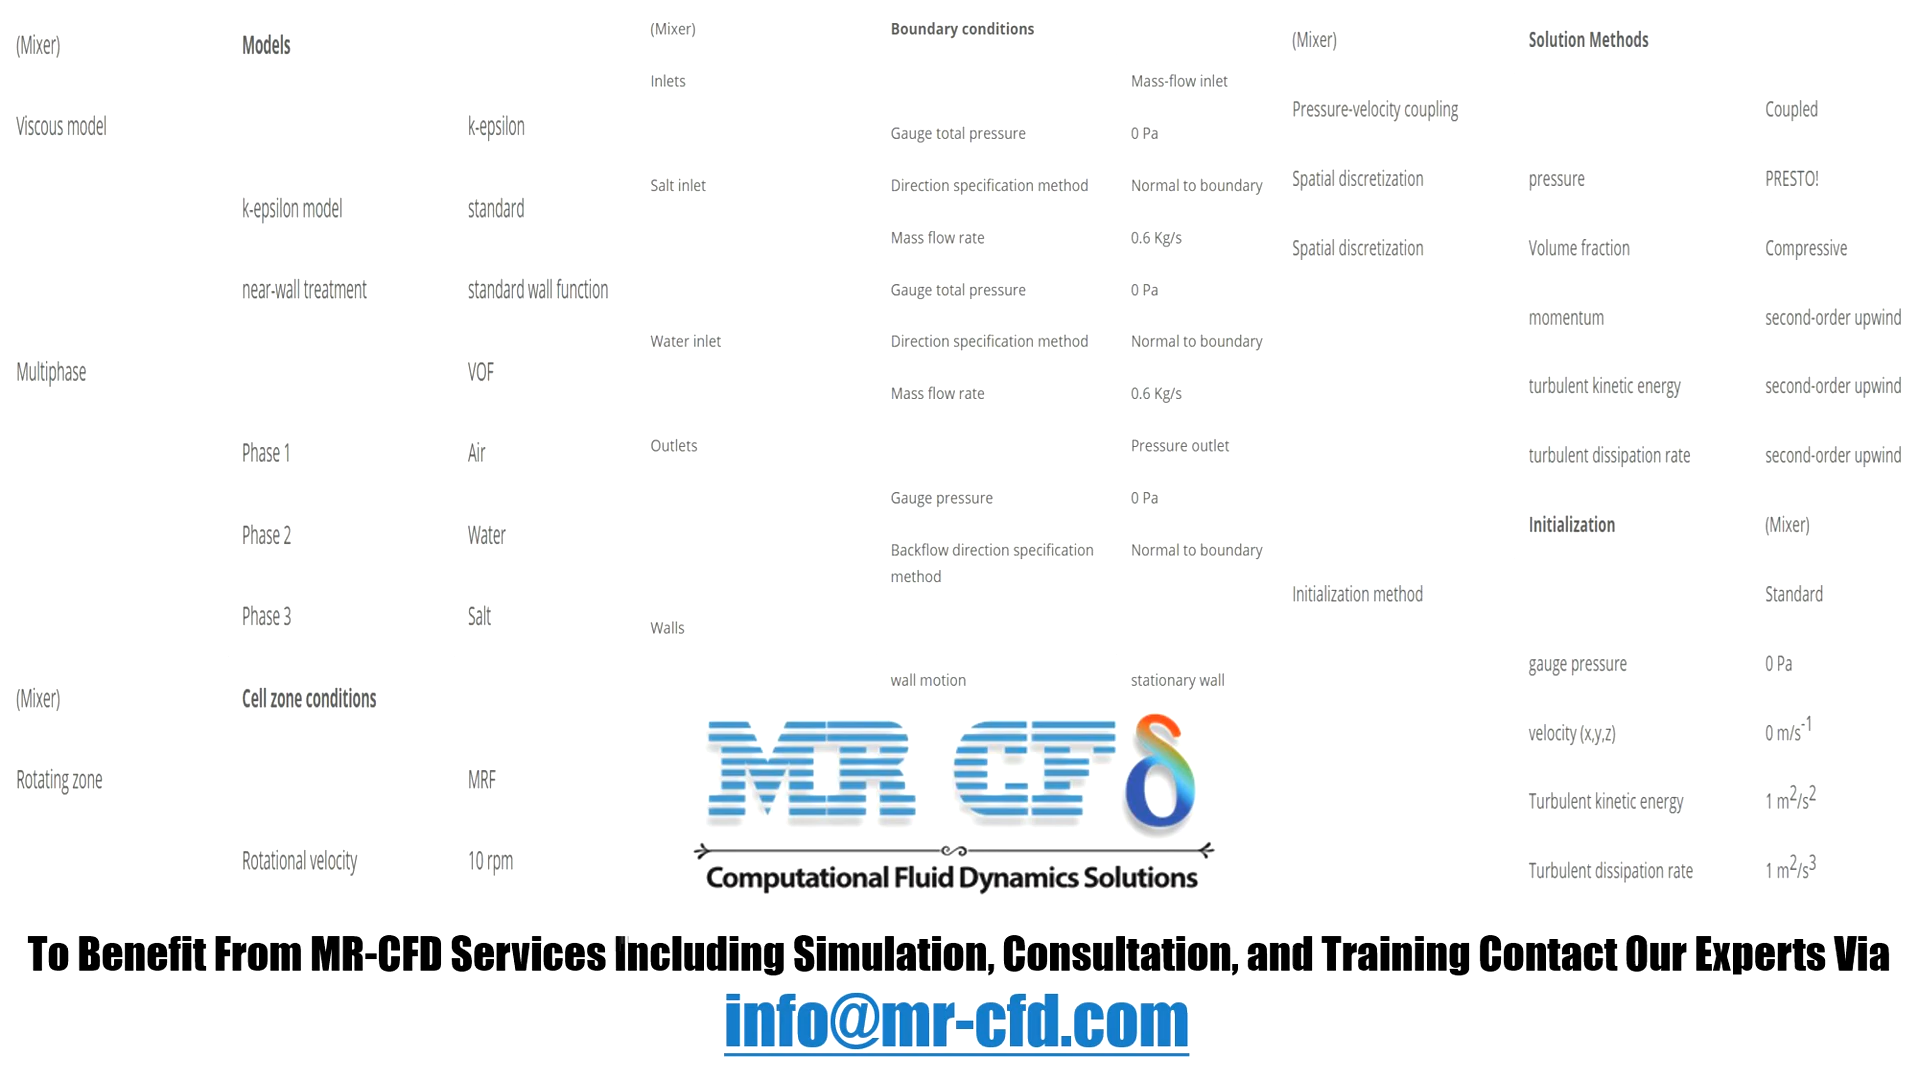 (Mixer) Models
Viscous model k-epsilon
k-epsilon model standard
near-wall treatment standard wall function
Multiphase VOF
Phase 1 Air
Phase 2 Water
Phase 3 Salt
(Mixer) Cell zone conditions
Rotating zone MRF
Rotational velocity 10 rpm
(Mixer) Boundary conditions
Inlets Mass-flow inlet
Gauge total pressure 0 Pa
Salt inlet Direction specification method Normal to boundary
Mass flow rate 0.6 Kg/s
Gauge total pressure 0 Pa
Water inlet Direction specification method Normal to boundary
Mass flow rate 0.6 Kg/s
Outlets Pressure outlet
Gauge pressure 0 Pa
Backflow direction specification Normal to boundary
method
Walls
wall motion stationary wall
(Mixer) Solution Methods
Pressure-velocity coupling Coupled
Spatial discretization pressure PRESTO!
Spatial discretization Volume fraction Compressive
momentum second-order upwind
turbulent kinetic energy second-order upwind
turbulent dissipation rate second-order upwind
Initialization (Mixer)
Initialization method Standard
gauge pressure 0 Pa
velocity (x,y,z) 0 m/s⁻¹
Turbulent kinetic energy 1 m²/s²
Turbulent dissipation rate 1 m²/s³
MR CFδ
Computational Fluid Dynamics Solutions
To Benefit From MR-CFD Services Including Simulation, Consultation, and Training Contact Our Experts Via
info@mr-cfd.com